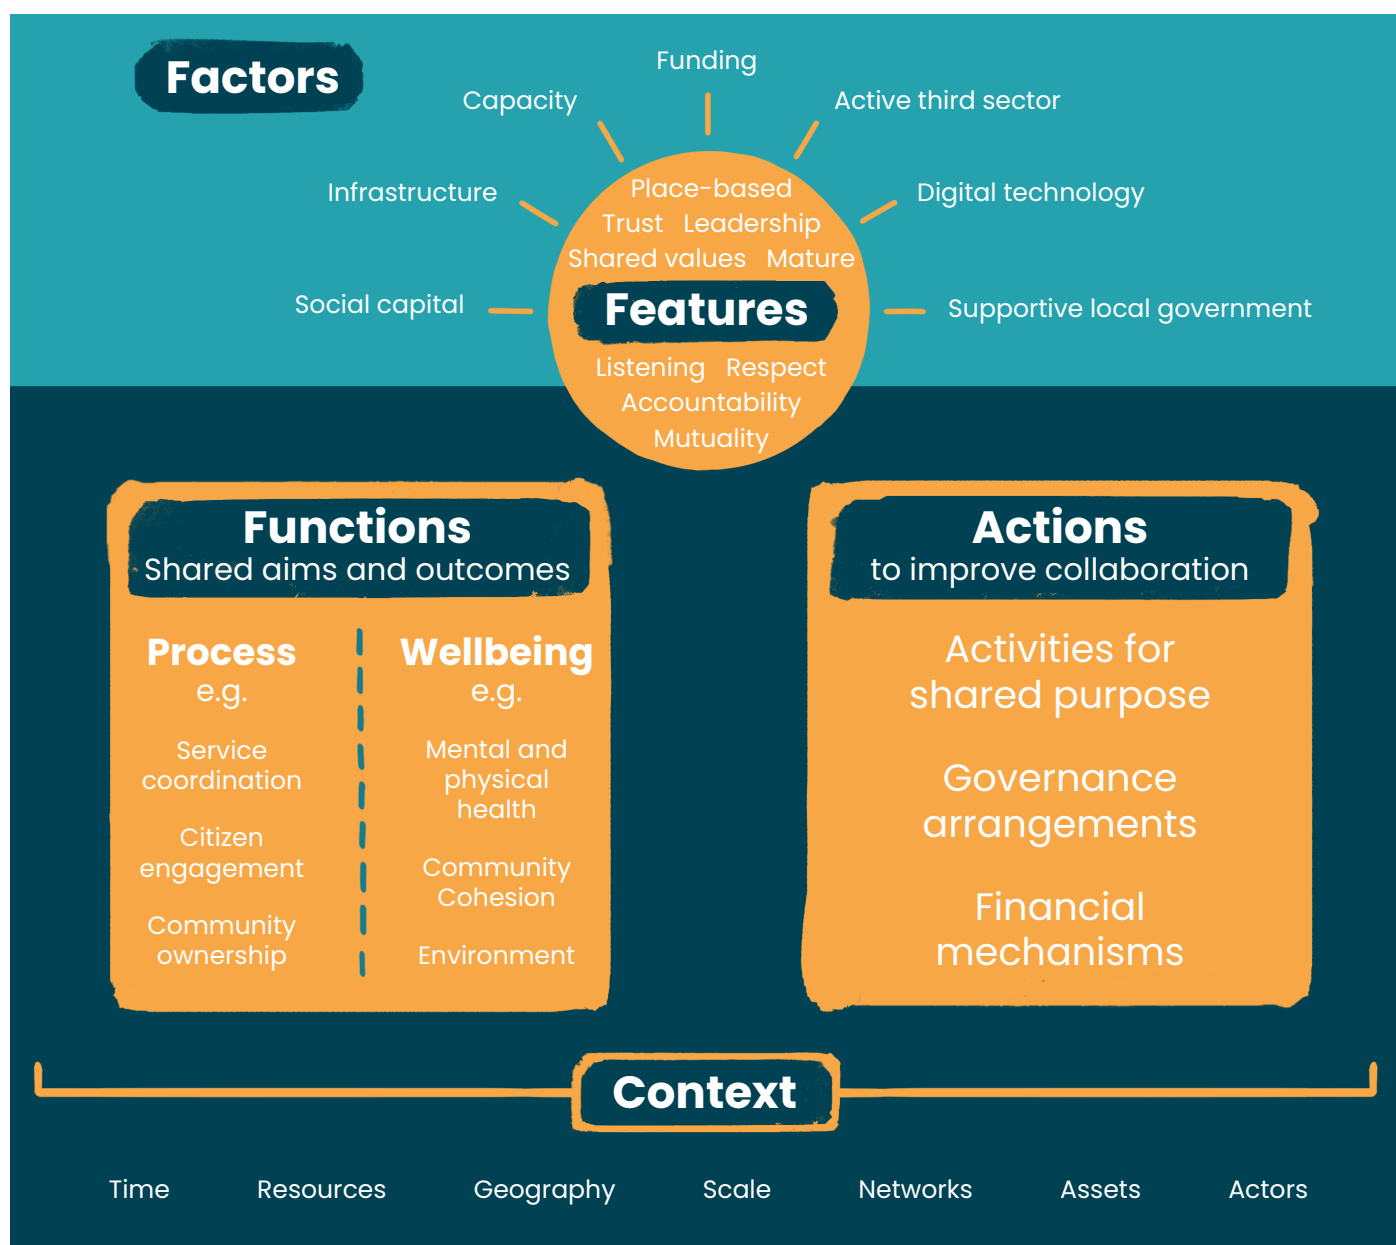 Factors
Funding
Capacity
Active third sector
Infrastructure
Digital technology
Social capital
Supportive local government
Place-based
Trust Leadership
Shared values Mature
Features
Listening Respect
Accountability
Mutuality
Functions
Shared aims and outcomes
Process
e.g.
Service
coordination
Citizen
engagement
Community
ownership
Wellbeing
e.g.
Mental and
physical
health
Community
Cohesion
Environment
Actions
to improve collaboration
Activities for
shared purpose
Governance
arrangements
Financial
mechanisms
Context
Time Resources Geography Scale Networks Assets Actors